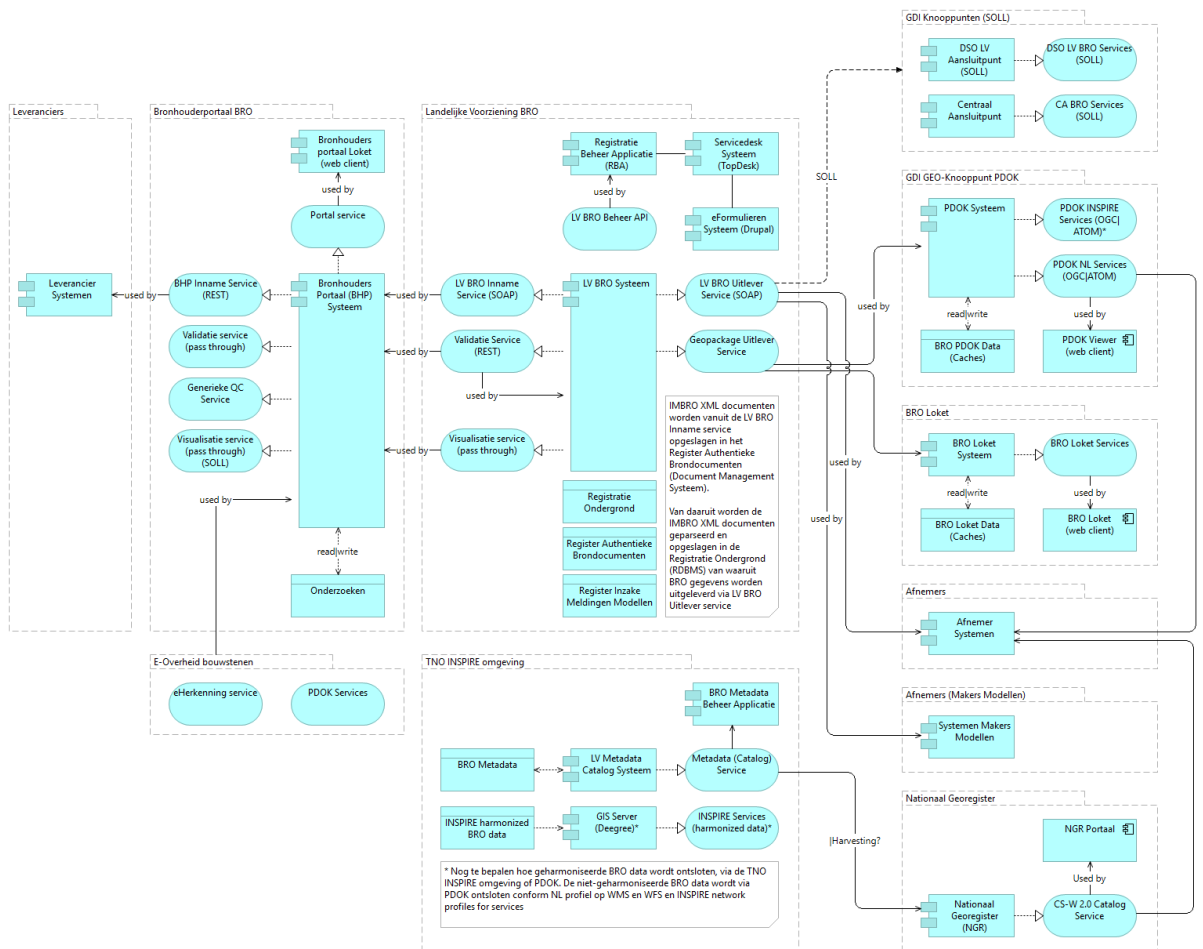 GDI Knooppunten (SOLL)
DSO LV
Aansluitpunt
(SOLL)
DSO LV BRO Services
(SOLL)
Centraal
Aansluitpunt
CA BRO Services
(SOLL)
Leveranciers
Leverancier
Systemen
used by
Bronhouderportaal BRO
Bronhouders
portaal Loket
(web client)
used by
Portal service
BHP Inname Service
(REST)
Validatie service
(pass through)
Generieke QC
Service
Visualisatie service
(pass through)
(SOLL)
Bronhouders
Portaal (BHP)
Systeem
used by
read|write
Onderzoeken
Landelijke Voorziening BRO
Registratie
Beheer Applicatie
(RBA)
Servicedesk
Systeem
(TopDesk)
used by
LV BRO Beheer API
eFormulieren
Systeem (Drupal)
used by
LV BRO Inname
Service (SOAP)
LV BRO Systeem
LV BRO Uitlever
Service (SOAP)
used by
Validatie Service
(REST)
Geopackage Uitlever
Service
used by
used by
Visualisatie service
(pass through)
IMBRO XML documenten
worden vanuit de LV BRO
Inname service
opgeslagen in het
Register Authentieke
Brondocumenten
(Document Management
Systeem).
Van daaruit worden de
IMBRO XML documenten
geparseerd en
opgeslagen in de
Registratie Ondergrond
(RDBMS) van waaruit
BRO gegevens worden
uitgeleverd via LV BRO
Uitlever service
Registratie
Ondergrond
Register Authentieke
Brondocumenten
Register Inzake
Meldingen Modellen
SOLL
used by
used by
used by
GDI GEO-Knooppunt PDOK
PDOK Systeem
PDOK INSPIRE
Services (OGC|
ATOM)*
PDOK NL Services
(OGC|ATOM)
read|write
used by
BRO PDOK Data
(Caches)
PDOK Viewer
(web client)
BRO Loket
BRO Loket
Systeem
BRO Loket Services
read|write
used by
BRO Loket Data
(Caches)
BRO Loket
(web client)
Afnemers
Afnemer
Systemen
Afnemers (Makers Modellen)
Systemen Makers
Modellen
E-Overheid bouwstenen
eHerkenning service
PDOK Services
TNO INSPIRE omgeving
BRO Metadata
Beheer Applicatie
BRO Metadata
LV Metadata
Catalog Systeem
Metadata (Catalog)
Service
INSPIRE harmonized
BRO data
GIS Server
(Deegree)*
INSPIRE Services
(harmonized data)*
* Nog te bepalen hoe geharmoniseerde BRO data wordt ontsloten, via de TNO
INSPIRE omgeving of PDOK. De niet-geharmoniseerde BRO data wordt via
PDOK ontsloten conform NL profiel op WMS en WFS en INSPIRE network
profiles for services
|Harvesting?
Nationaal Georegister
NGR Portaal
Used by
Nationaal
Georegister
(NGR)
CS-W 2.0 Catalog
Service